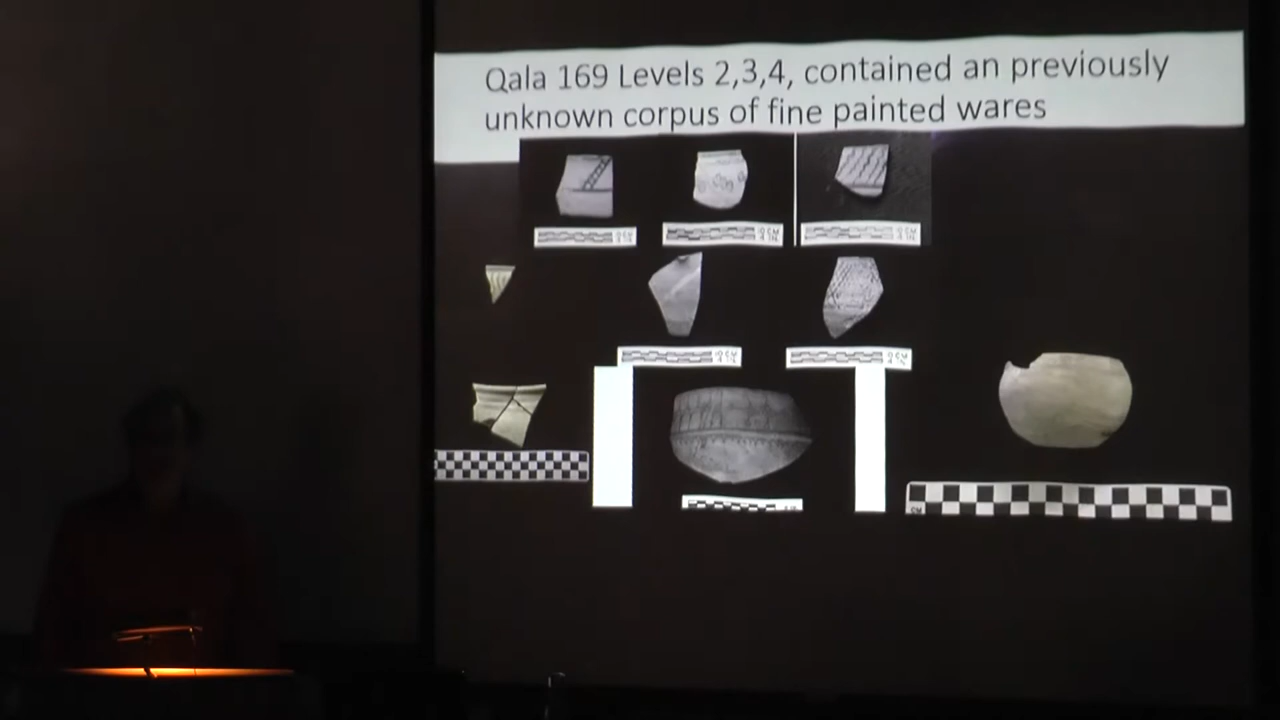 Qala 169 Levels 2,3,4, contained an previously
unknown corpus of fine painted wares